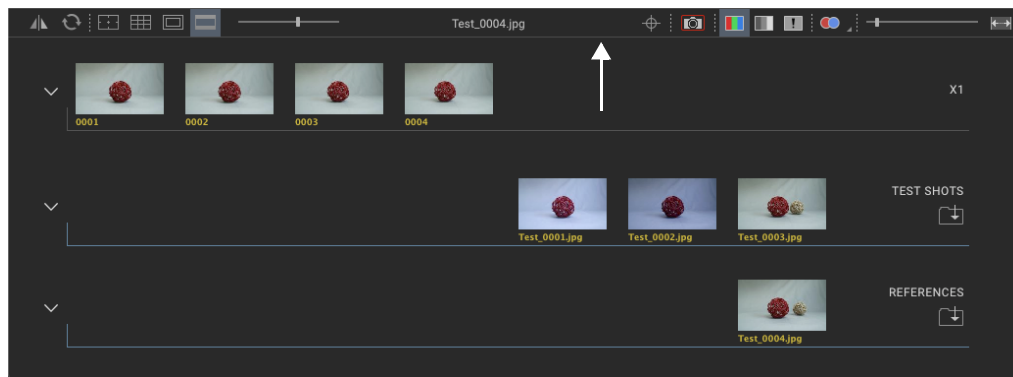 Test_0004.jpg
X1
0001
0002
0003
0004
TEST SHOTS
Test_0001.jpg
Test_0002.jpg
Test_0003.jpg
REFERENCES
Test_0004.jpg